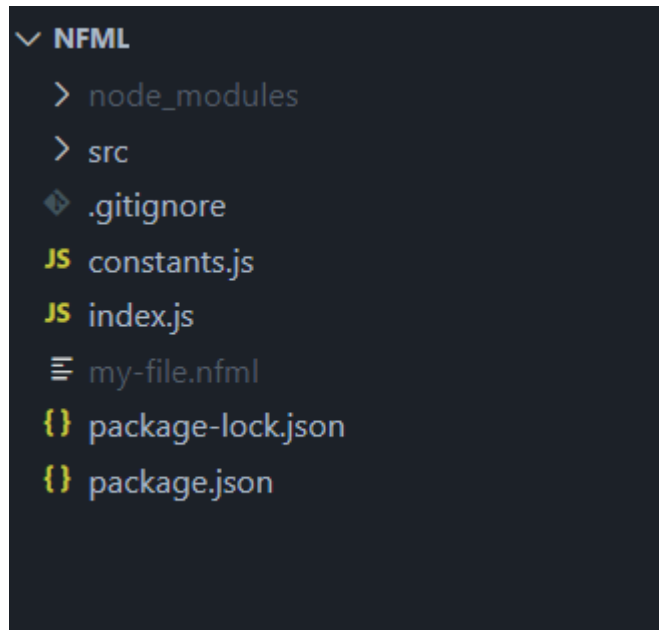 NFML
node_modules
src
.gitignore
JS constants.js
JS index.js
my-file.nfml
{} package-lock.json
{} package.json